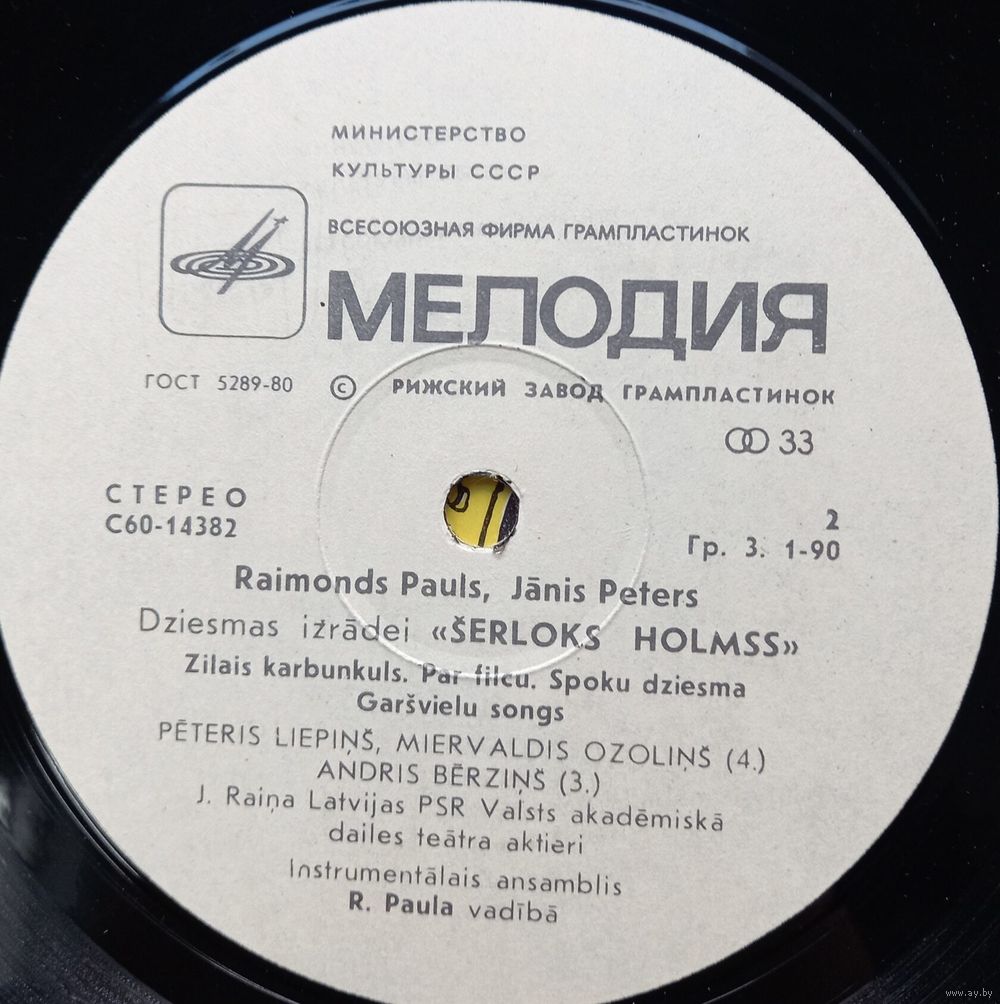 МИНИСТЕРСТВО
КУЛЬТУРЫ СССР
ВСЕСОЮЗНАЯ ФИРМА ГРАМПЛАСТИНОК
МЕЛОДИЯ
ГОСТ 5289-80 © РИЖСКИЙ ЗАВОД ГРАМПЛАСТИНОК
33
СТЕРЕО
С60-14382
2
Гр. 3. 1-90
Raimonds Pauls, Jānis Peters
Dziesmas izrādei «ŠERLOKS HOLMSS»
Zilais karbunkuls. Par filcu. Spoku dziesma
Garšvielu songs
PĒTERIS LIEPIŅŠ, MIERVALDIS OZOLIŅŠ (4.)
ANDRIS BĒRZIŅŠ (3.)
J. Raiņa Latvijas PSR Valsts akadēmiskā
dailes teātra aktieri
Instrumentālais ansamblis
R. Paula vadībā
www.ay.by